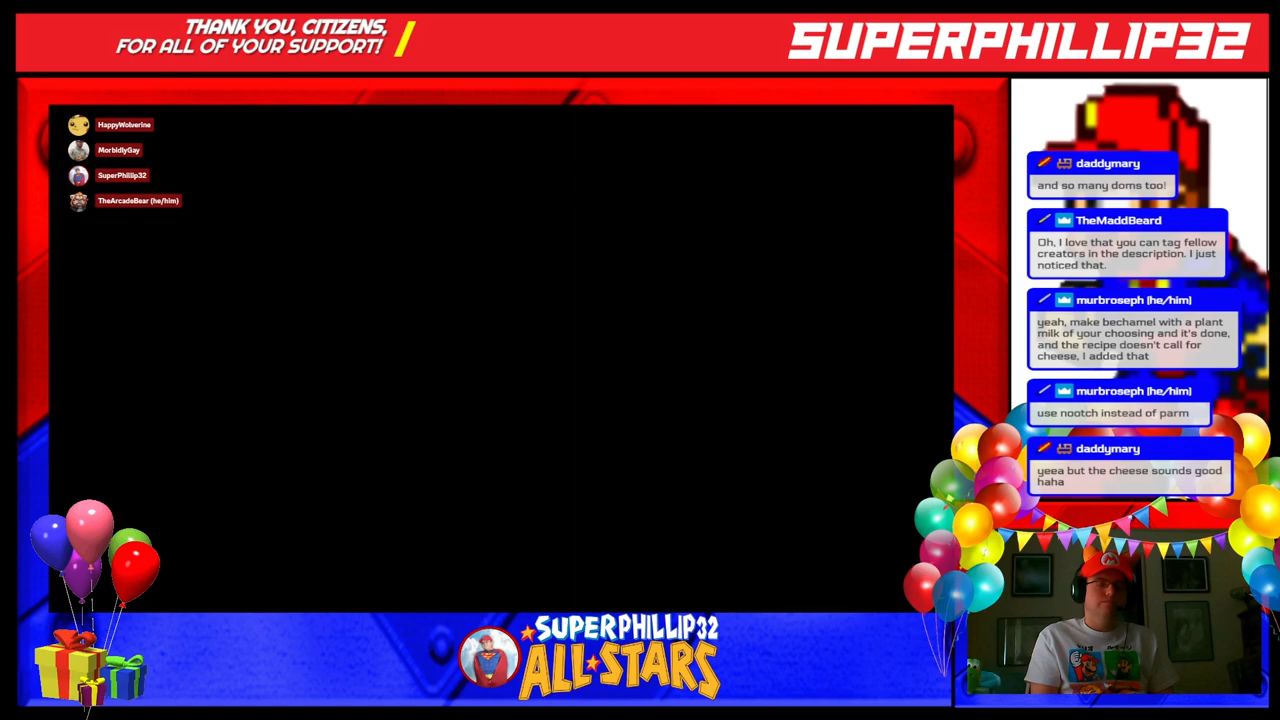 THANK YOU, CITIZENS,
FOR ALL OF YOUR SUPPORT!
SUPERPHILLIP32
HappyWolverine
MorbidlyGay
SuperPhillip32
TheArcadeBear (he/him)
daddymary
and so many doms too!
TheMaddBeard
Oh, I love that you can tag fellow
creators in the description. I just
noticed that.
murbroseph (he/him)
yeah, make bechamel with a plant
milk of your choosing and it's done,
and the recipe doesn't call for
cheese, I added that
murbroseph (he/him)
use nootch instead of parm
daddymary
yeea but the cheese sounds good
haha
SUPERPHILLIP32
ALL STARS